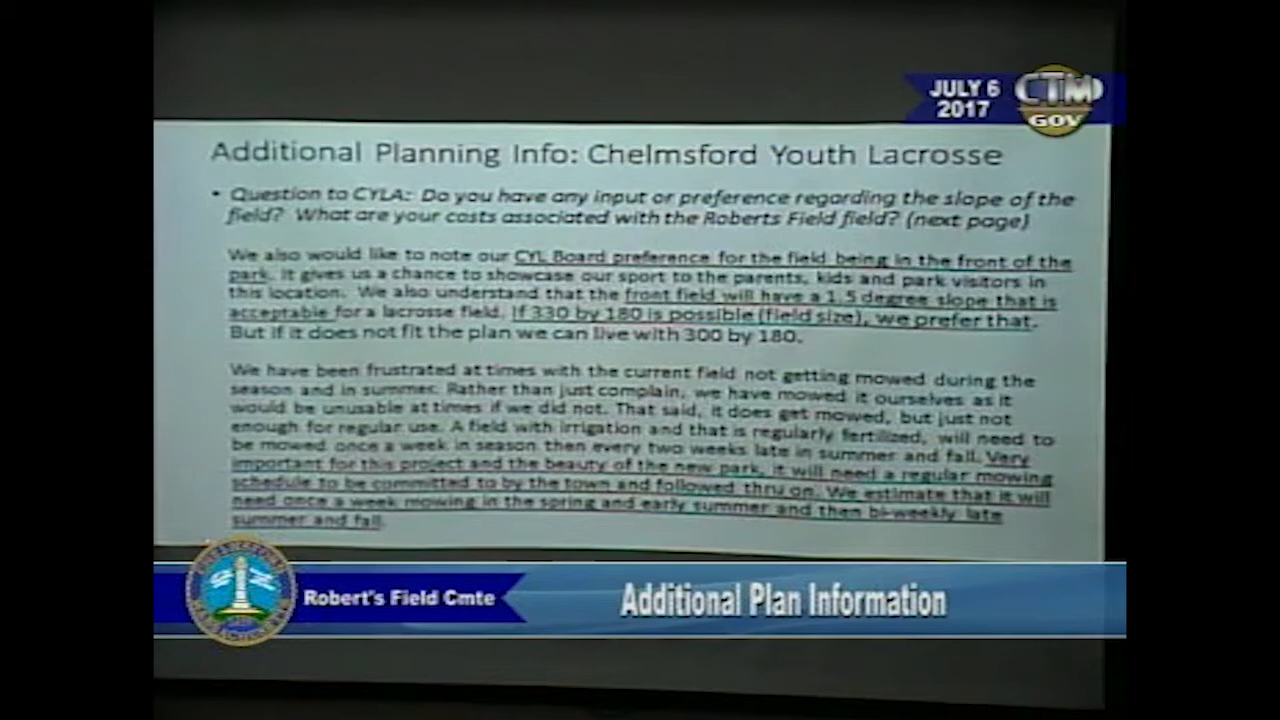 JULY 6
2017
CTM
GOV
Additional Planning Info: Chelmsford Youth Lacrosse
• Question to CYLA: Do you have any input or preference regarding the slope of the
field? What are your costs associated with the Roberts Field field? (next page)
We also would like to note our CYL Board preference for the field being in the front of the
park. It gives us a chance to showcase our sport to the parents, kids and park visitors in
this location. We also understand that the front field will have a 1.5 degree slope that is
acceptable for a lacrosse field. If 330 by 180 is possible (field size), we prefer that.
But if it does not fit the plan we can live with 300 by 180.
We have been frustrated at times with the current field not getting mowed during the
season and in summer. Rather than just complain, we have mowed it ourselves as it
would be unusable at times if we did not. That said, it does get mowed, but just not
enough for regular use. A field with irrigation and that is regularly fertilized, will need to
be mowed once a week in season then every two weeks late in summer and fall. Very
important for this project and the beauty of the new park, it will need a regular mowing
schedule to be committed to by the town and followed thru on. We estimate that it will
need once a week mowing in the spring and early summer and then bi-weekly late
summer and fall.
Robert's Field Cmte
Additional Plan Information